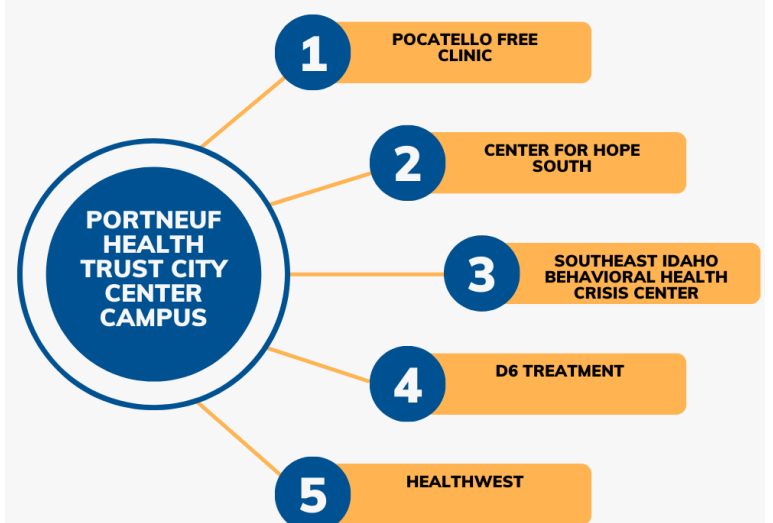 1
POCATELLO FREE
CLINIC
2
CENTER FOR HOPE
SOUTH
PORTNEUF
HEALTH
TRUST CITY
CENTER
CAMPUS
3
SOUTHEAST IDAHO
BEHAVIORAL HEALTH
CRISIS CENTER
4
D6 TREATMENT
5
HEALTHWEST